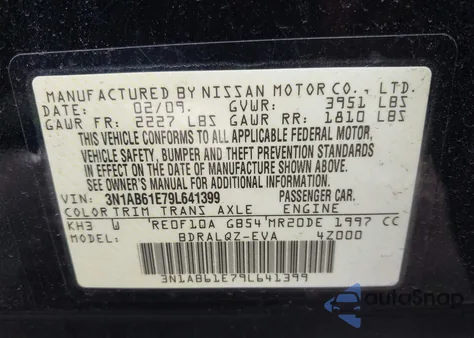 MANUFACTURED BY NISSAN MOTOR CO., LTD.
DATE: 02/09. GVWR: 3951 LBS
GAWR FR: 2227 LBS GAWR RR: 1810 LBS
THIS VEHICLE CONFORMS TO ALL APPLICABLE FEDERAL MOTOR,
VEHICLE SAFETY, BUMPER AND THEFT PREVENTION STANDARDS
IN EFFECT ON THE DATE OF MANUFACTURE SHOWN ABOVE.
SEE OWNER'S MANUAL FOR ADDITIONAL INFORMATION.
VIN: 3N1AB61E79L641399 PASSENGER CAR.
COLOR TRIM TRANS AXLE ENGINE
KH3 RE0F10A GB54 MR20DE 1997 CC
MODEL: BDRALQZ-EVA 4Z000
3N1AB61E79L641399
autoSnap